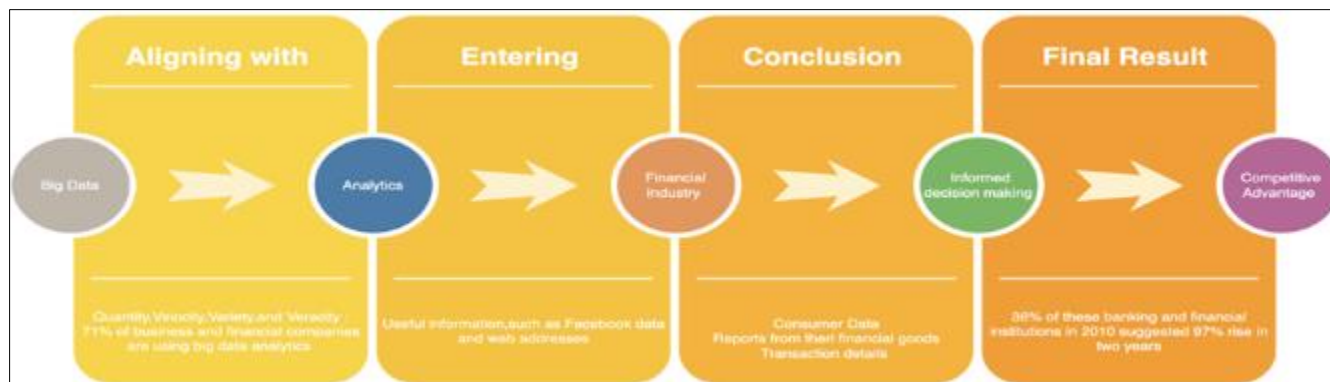 Aligning with
Entering
Conclusion
Final Result
Big Data
Analytics
Financial
Industry
Informed
decision making
Competitive
Advantage
Quantity,Velocity,Variety,and Veracity
71% of business and financial companies
are using big data analytics
Useful information,such as Facebook data
and web addresses
Consumer Data
Reports from their financial goods
Transaction details
of these banking and financial
institutions in 2010 suggested 97% rise in
two years